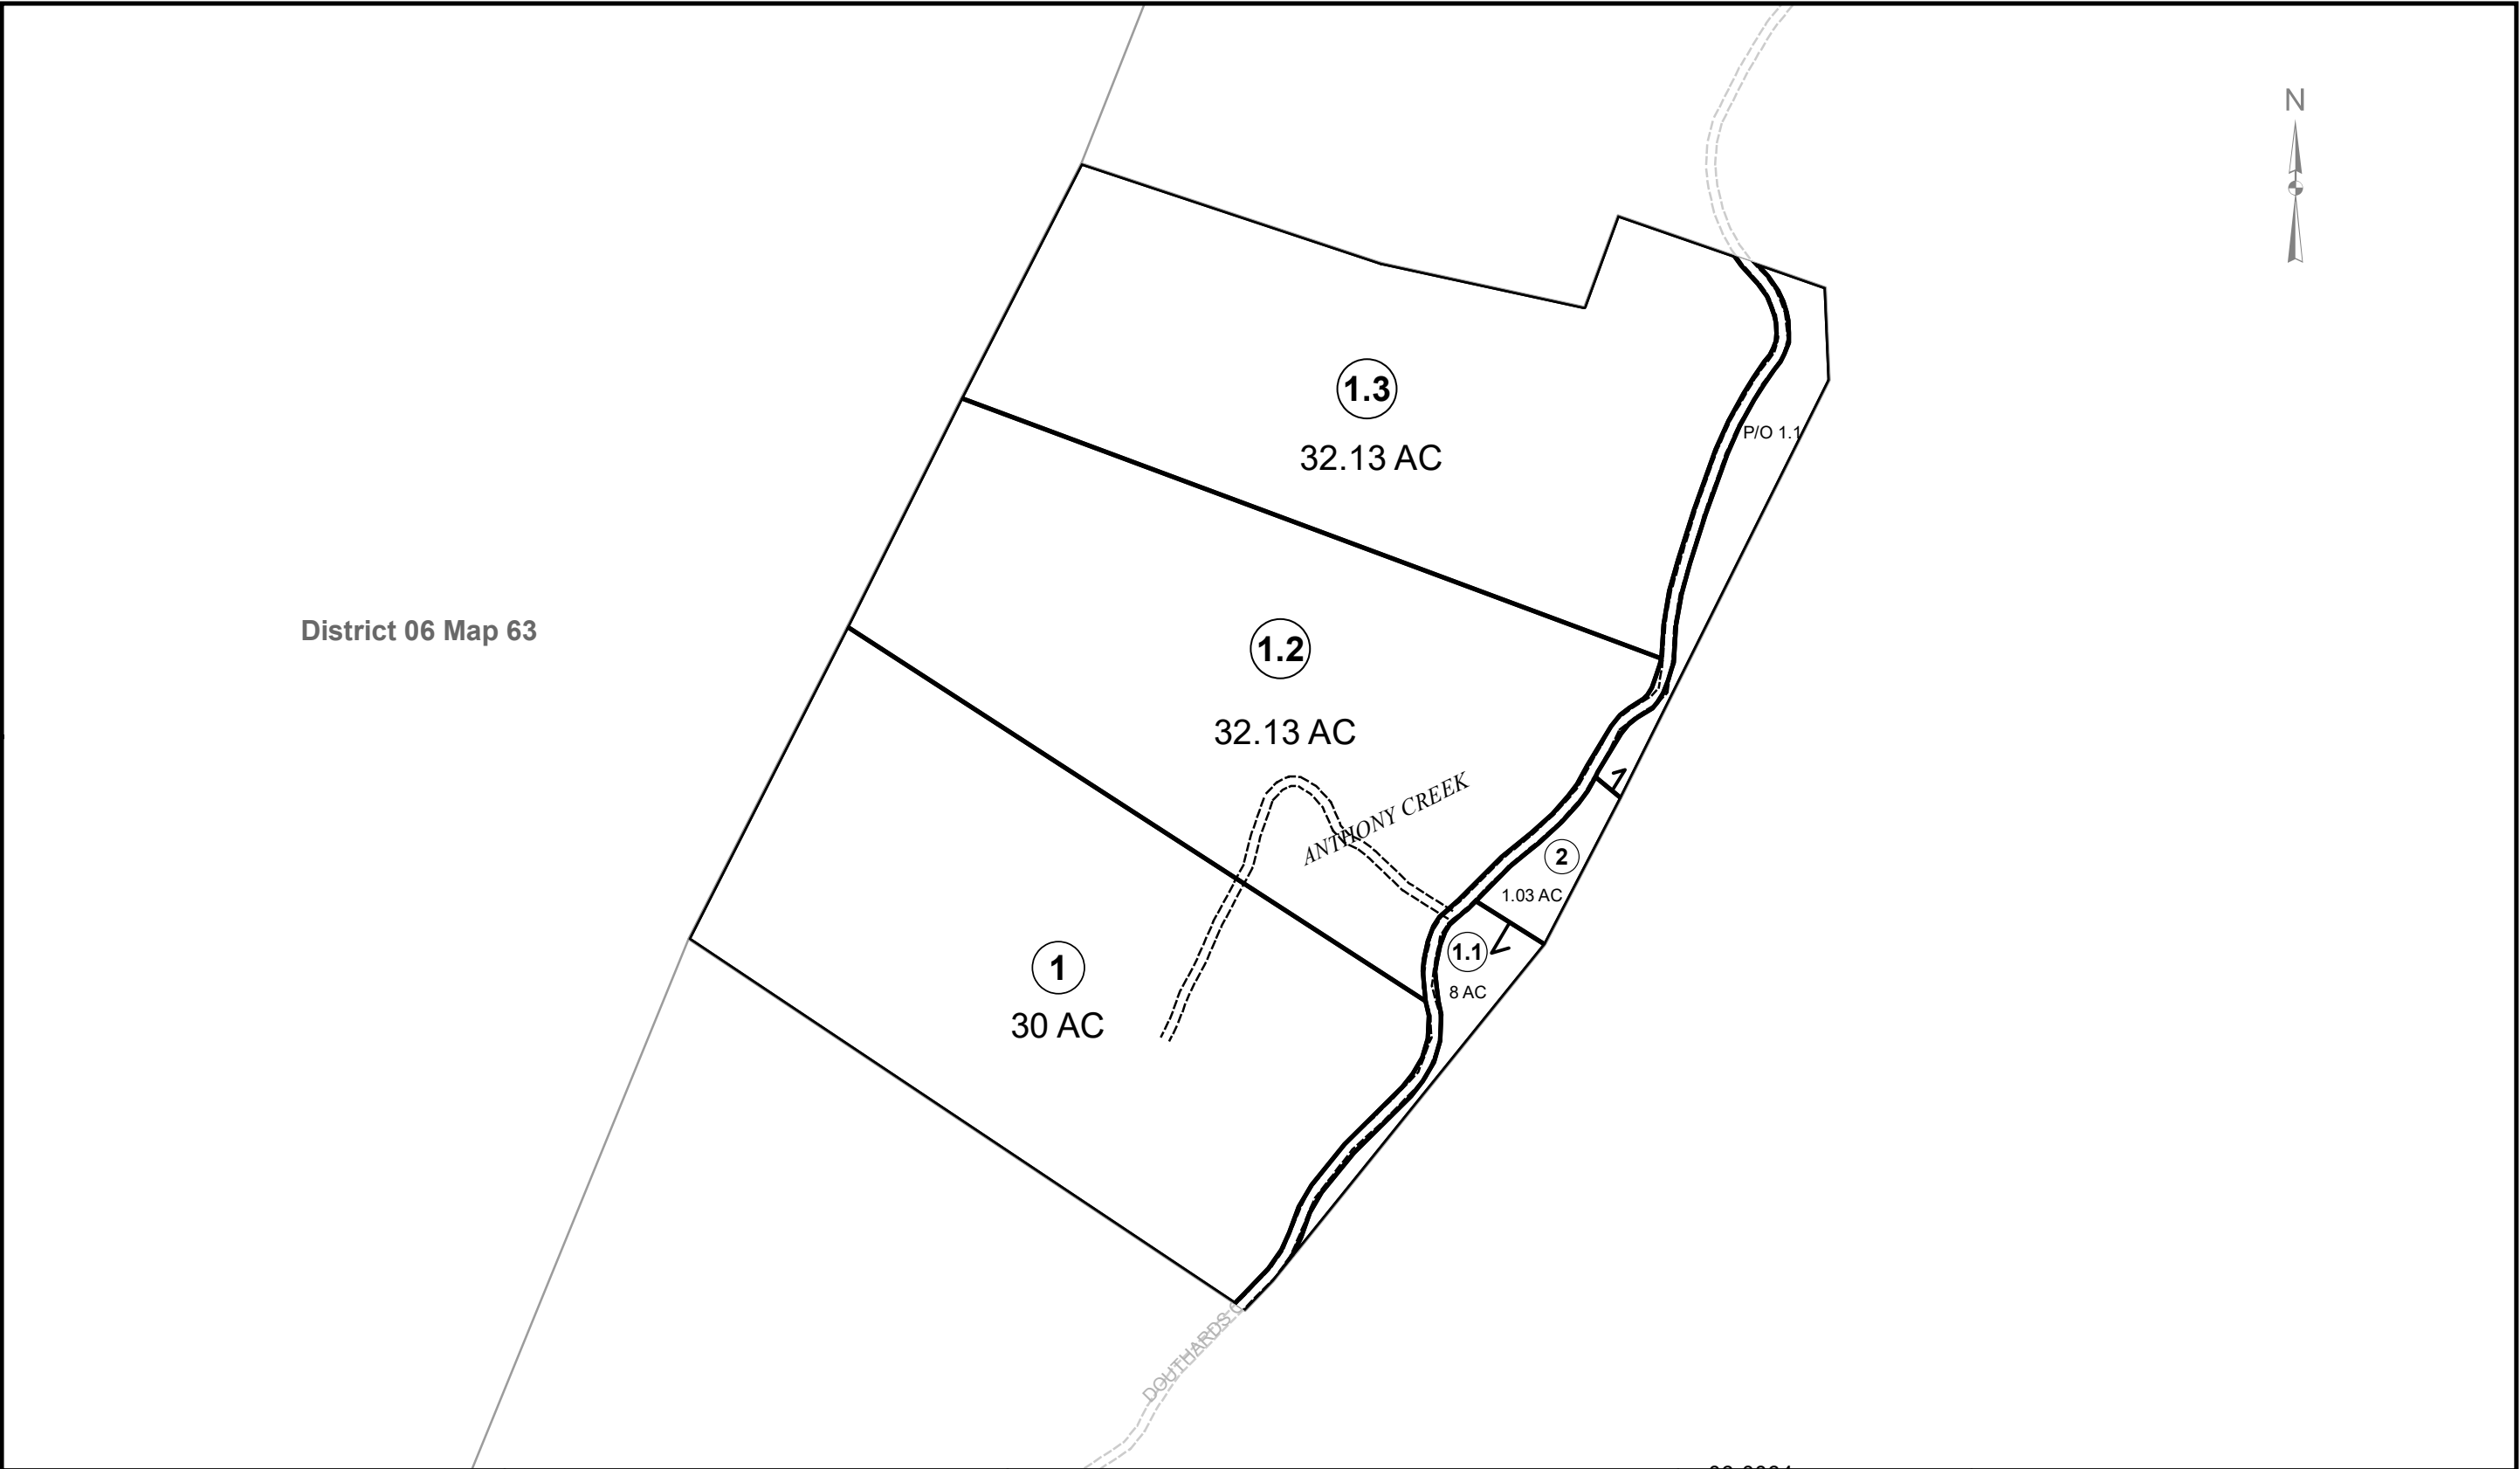 N
1.3
P/O 1.1
32.13 AC
District 06 Map 63
1.2
32.13 AC
ANTHONY CREEK
2
1.03 AC
1.1
1
8 AC
30 AC
DOUTHARDS